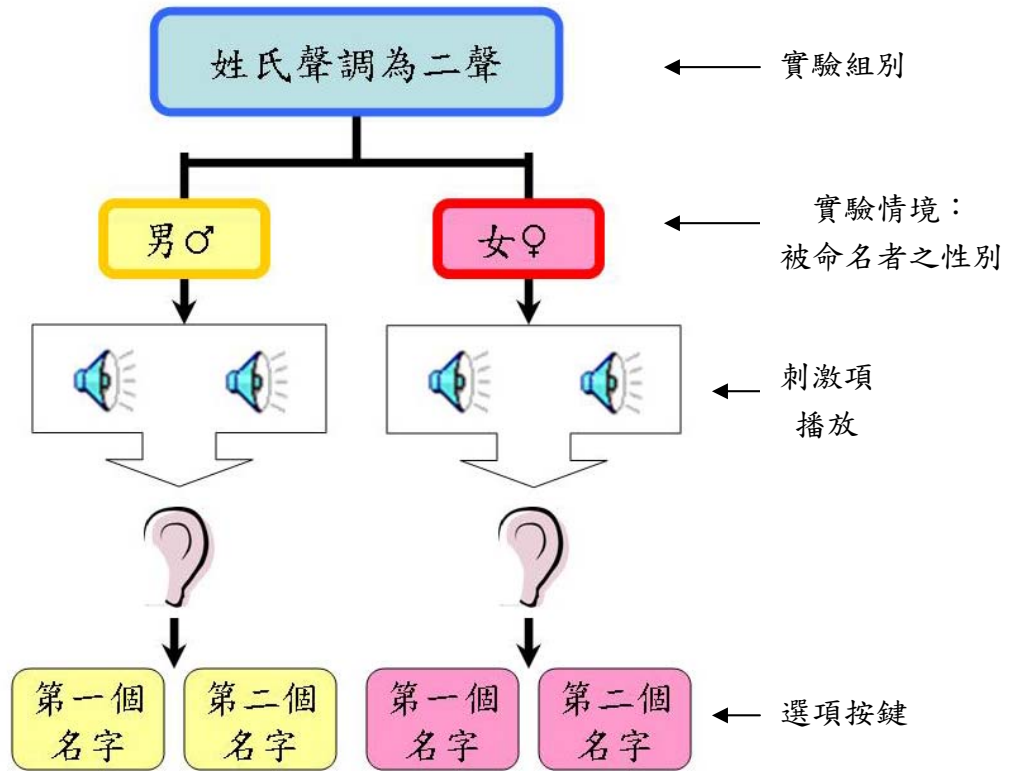 姓氏聲調為二聲
實驗組別
男♂
女♀
實驗情境：
被命名者之性別
刺激項
播放
第一個
名字
第二個
名字
第一個
名字
第二個
名字
選項按鍵